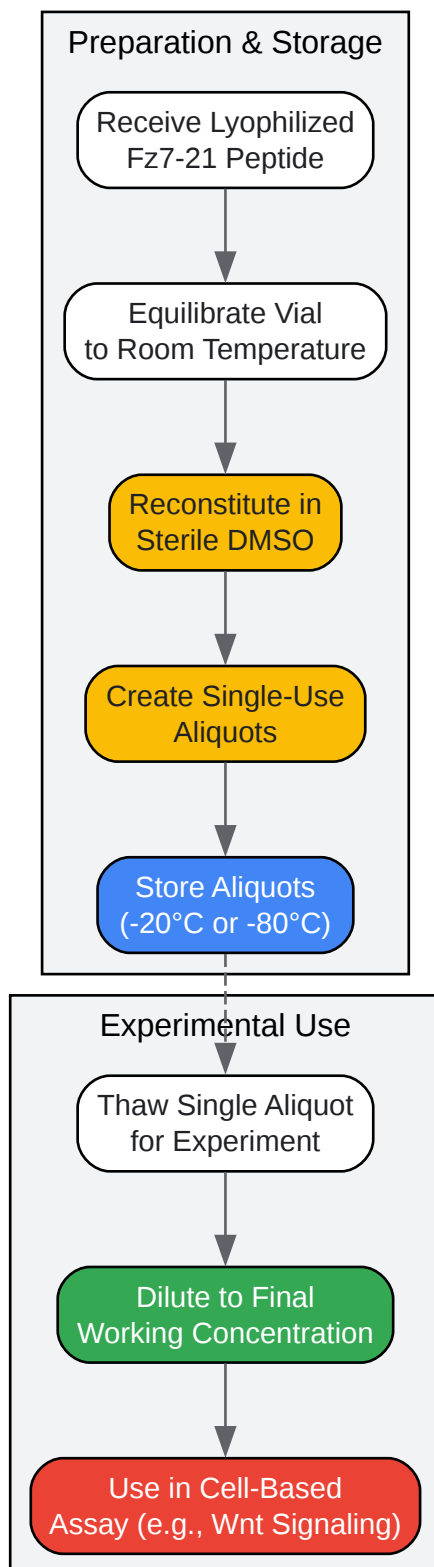 Preparation & Storage
Receive Lyophilized
Fz7-21 Peptide
Equilibrate Vial
to Room Temperature
Reconstitute in
Sterile DMSO
Create Single-Use
Aliquots
Store Aliquots
(-20°C or -80°C)
Experimental Use
Thaw Single Aliquot
for Experiment
Dilute to Final
Working Concentration
Use in Cell-Based
Assay (e.g., Wnt Signaling)